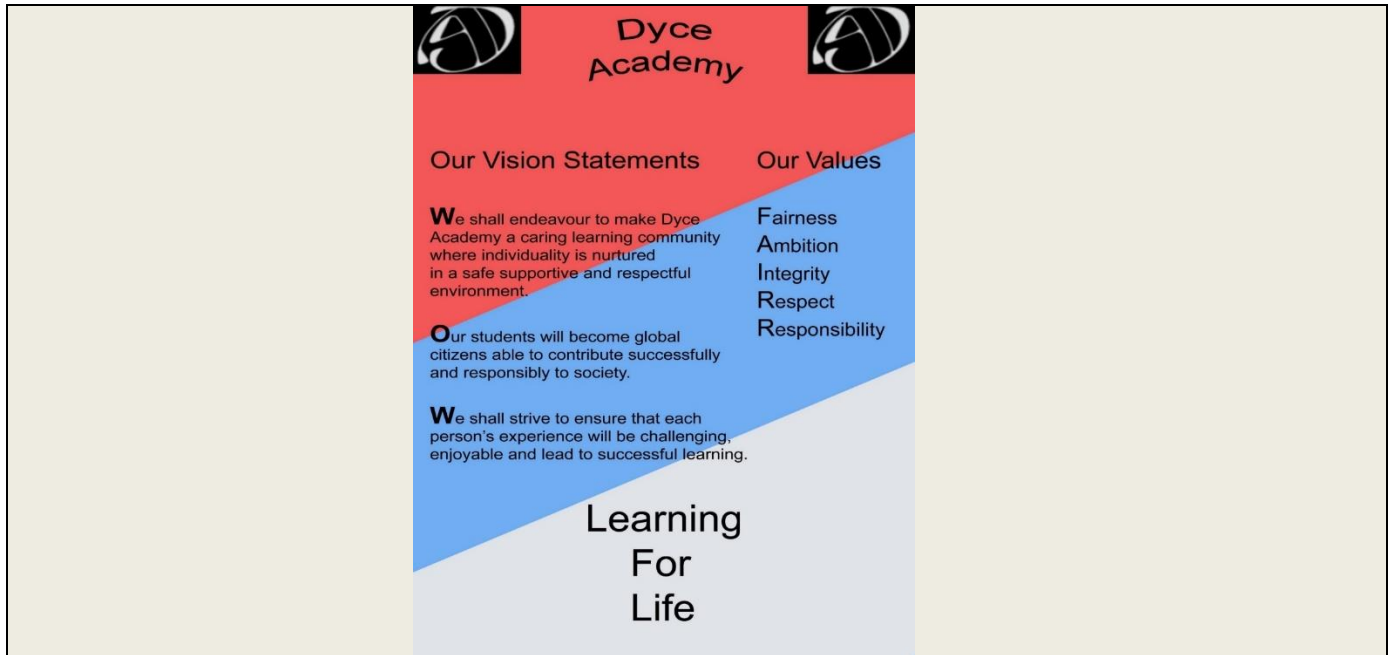 Dyce
Academy
Our Vision Statements
We shall endeavour to make Dyce
Academy a caring learning community
where individuality is nurtured
in a safe supportive and respectful
environment.
Our students will become global
citizens able to contribute successfully
and responsibly to society.
We shall strive to ensure that each
person's experience will be challenging,
enjoyable and lead to successful learning.
Our Values
Fairness
Ambition
Integrity
Respect
Responsibility
Learning
For
Life